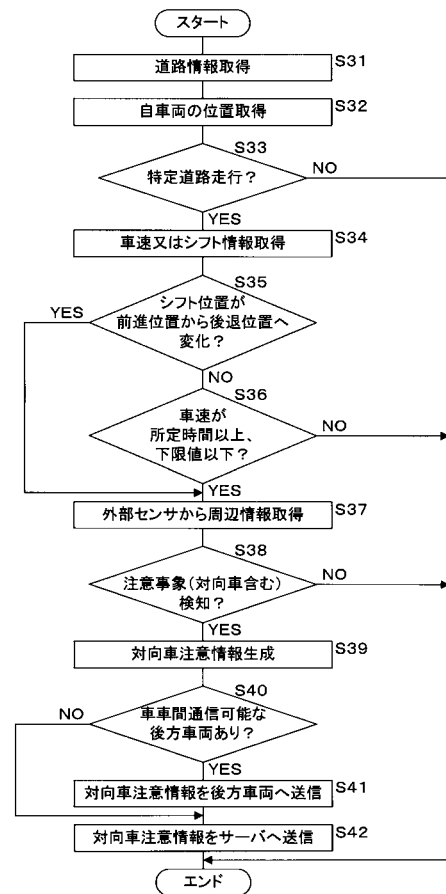 スタート
道路情報取得
S31
自車両の位置取得
S32
S33
特定道路走行？
NO
YES
車速又はシフト情報取得
S34
S35
シフト位置が
前進位置から後退位置へ
変化？
YES
NO
S36
車速が
所定時間以上、
下限値以下？
NO
YES
外部センサから周辺情報取得
S37
S38
注意事象(対向車含む)
検知？
NO
YES
対向車注意情報生成
S39
S40
車車間通信可能な
後方車両あり？
NO
YES
対向車注意情報を後方車両へ送信
S41
対向車注意情報をサーバへ送信
S42
エンド